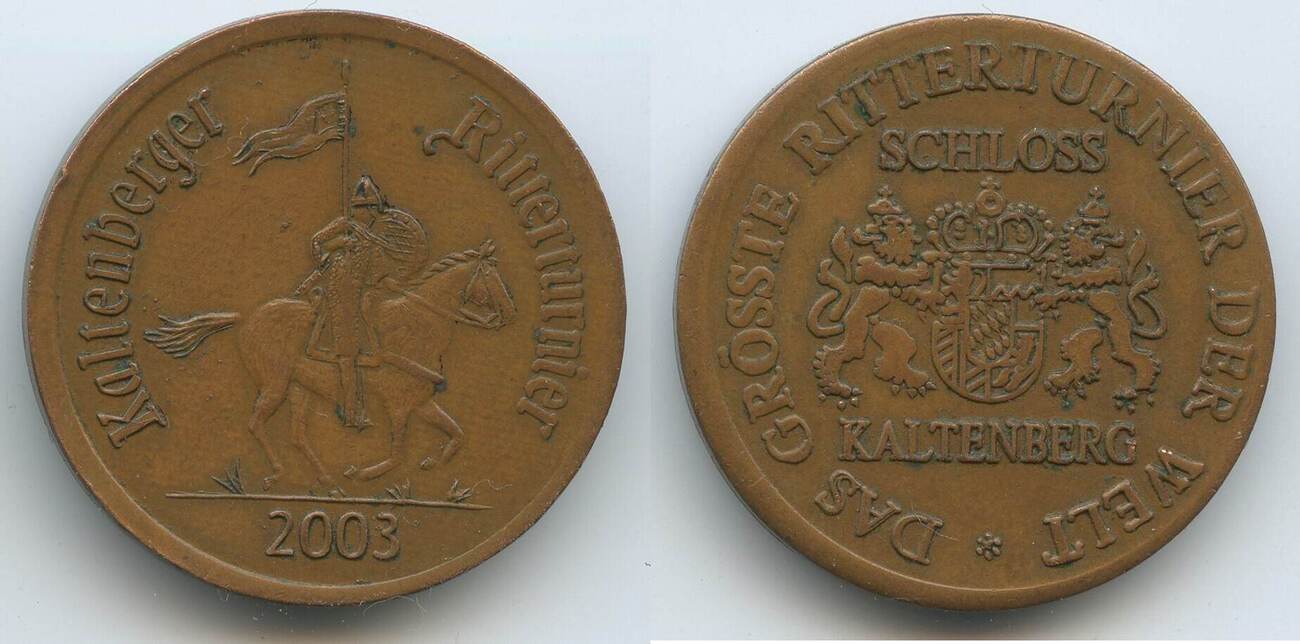 Kaltenberger Ritterturnier
2003
DAS GRÖSSTE RITTERTURNIER DER WELT
SCHLOSS
KALTENBERG